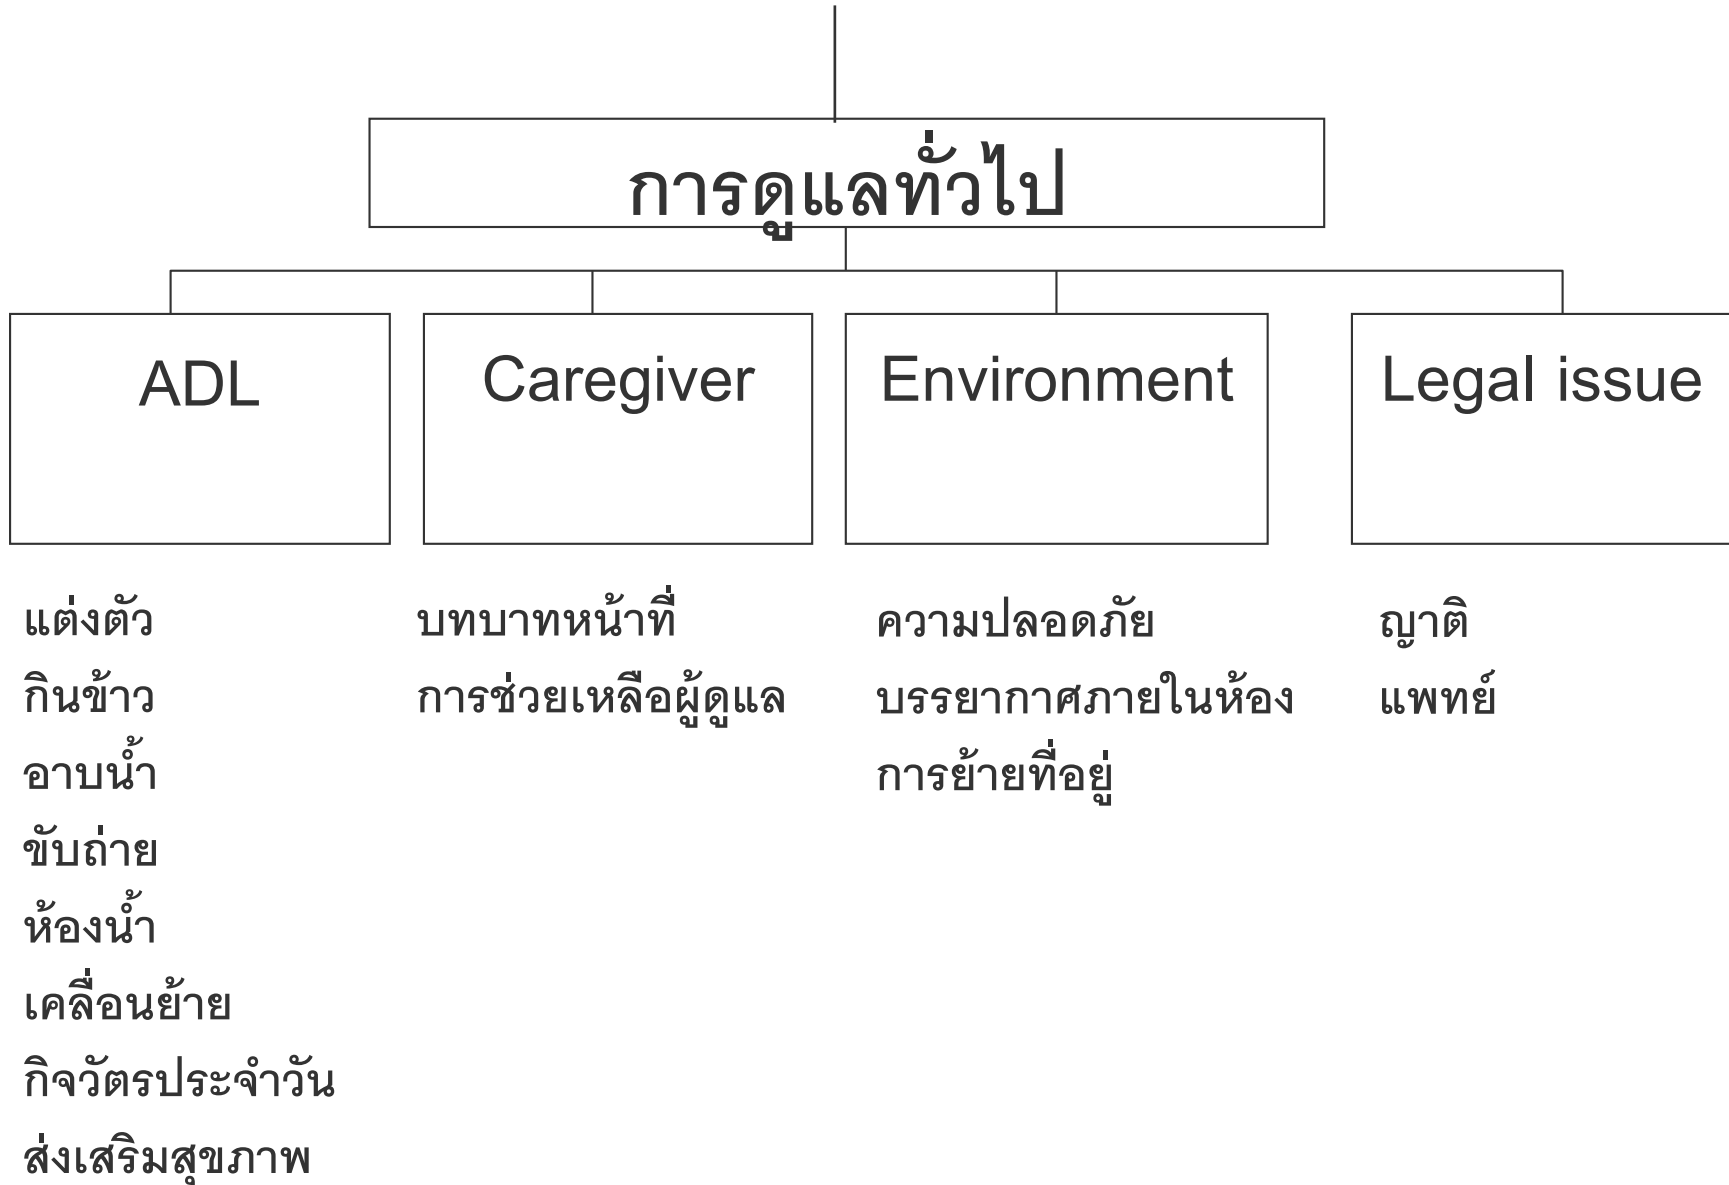 การดูแลทั่วไป
ADL
Caregiver
Environment
Legal issue
แต่งตัว
กินข้าว
อาบน้ำ
ขับถ่าย
ห้องน้ำ
เคลื่อนย้าย
กิจวัตรประจำวัน
ส่งเสริมสุขภาพ
บทบาทหน้าที่
การช่วยเหลือผู้ดูแล
ความปลอดภัย
บรรยากาศภายในห้อง
การย้ายที่อยู่
ญาติ
แพทย์